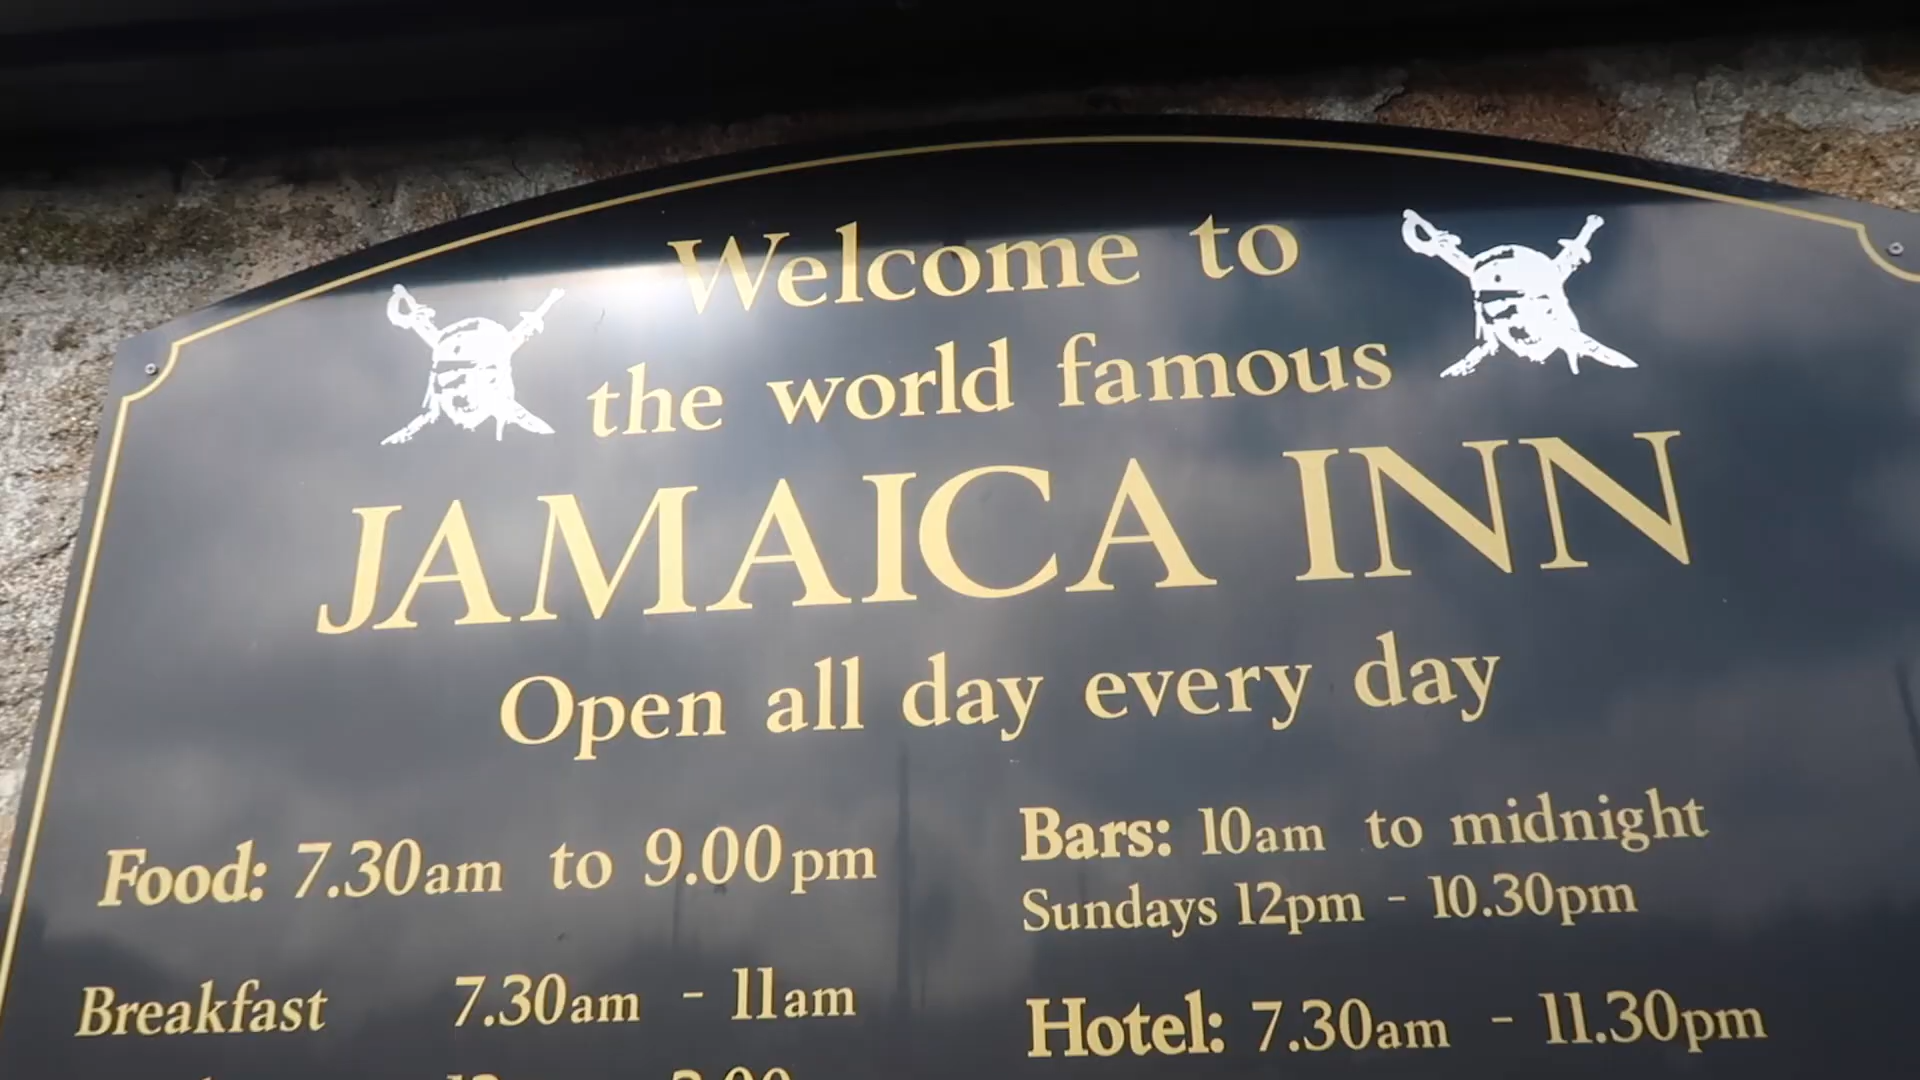 Welcome to
the world famous
JAMAICA INN
Open all day every day
Food: 7.30am to 9.00pm
Breakfast 7.30am - 11am
Bars: 10am to midnight
Sundays 12pm - 10.30pm
Hotel: 7.30am - 11.30pm